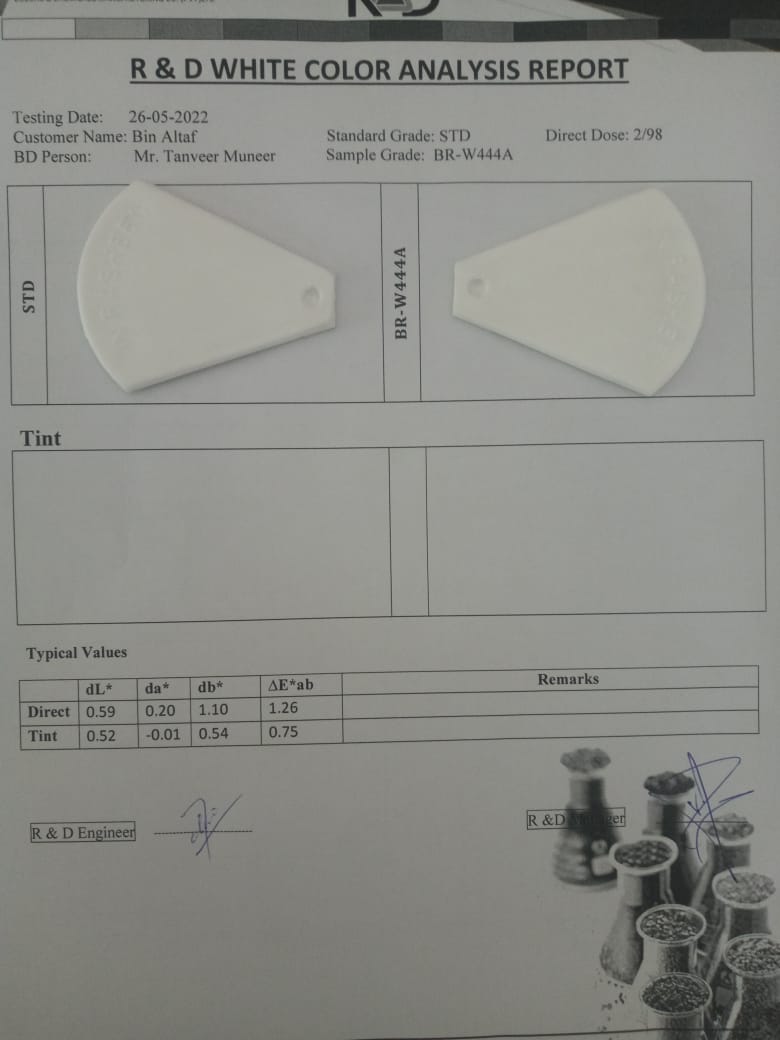 R & D
R & D WHITE COLOR ANALYSIS REPORT
Testing Date: 26-05-2022
Customer Name: Bin Altaf Standard Grade: STD Direct Dose: 2/98
BD Person: Mr. Tanveer Muneer Sample Grade: BR-W444A
STD
BR-W444A
Tint
Typical Values
dL* da* db* ΔE*ab Remarks
Direct 0.59 0.20 1.10 1.26
Tint 0.52 -0.01 0.54 0.75
R & D Engineer
R &D Manager